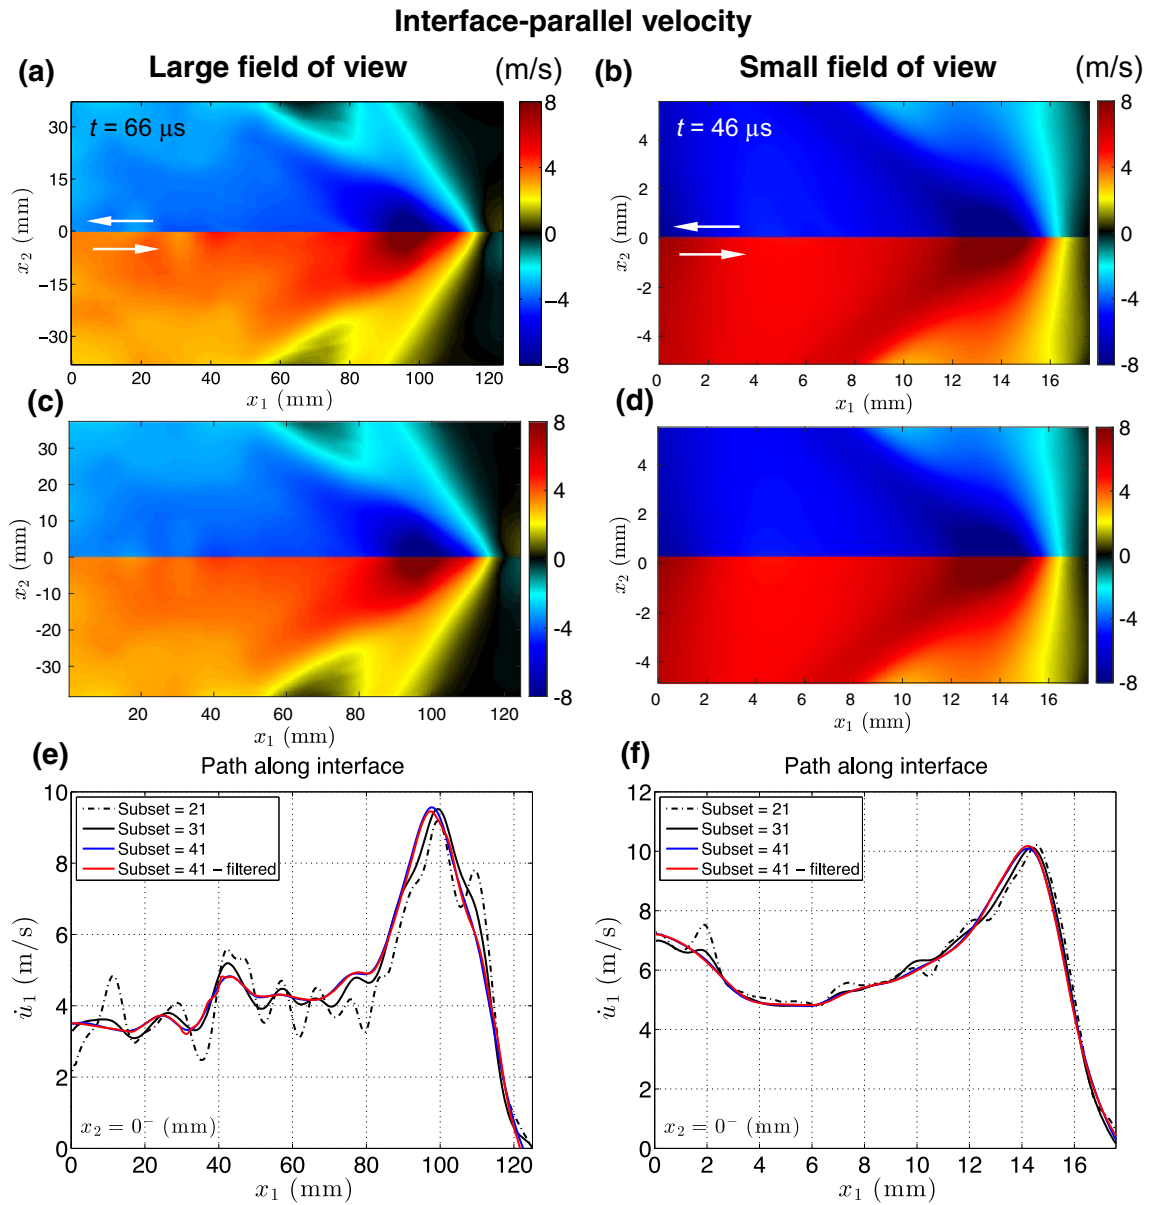 Interface-parallel velocity
(a) Large field of view (m/s)
(b) Small field of view (m/s)
t = 66 μs
30
15
0
−15
−30
x₂ (mm)
0 20 40 60 80 100 120
x₁ (mm)
8
4
0
−4
−8
t = 46 μs
4
2
0
-2
-4
x₂ (mm)
0 2 4 6 8 10 12 14 16
x₁ (mm)
8
4
0
-4
-8
(c)
30
20
10
0
-10
-20
-30
x₂ (mm)
20 40 60 80 100 120
x₁ (mm)
8
4
0
-4
-8
(d)
4
2
0
-2
-4
x₂ (mm)
0 2 4 6 8 10 12 14 16
x₁ (mm)
8
4
0
-4
-8
(e) Path along interface
10
8
6
4
2
0
u̇₁ (m/s)
Subset = 21
Subset = 31
Subset = 41
Subset = 41 − filtered
x₂ = 0⁻ (mm)
0 20 40 60 80 100 120
x₁ (mm)
(f) Path along interface
12
10
8
6
4
2
0
u̇₁ (m/s)
Subset = 21
Subset = 31
Subset = 41
Subset = 41 − filtered
x₂ = 0⁻ (mm)
0 2 4 6 8 10 12 14 16
x₁ (mm)